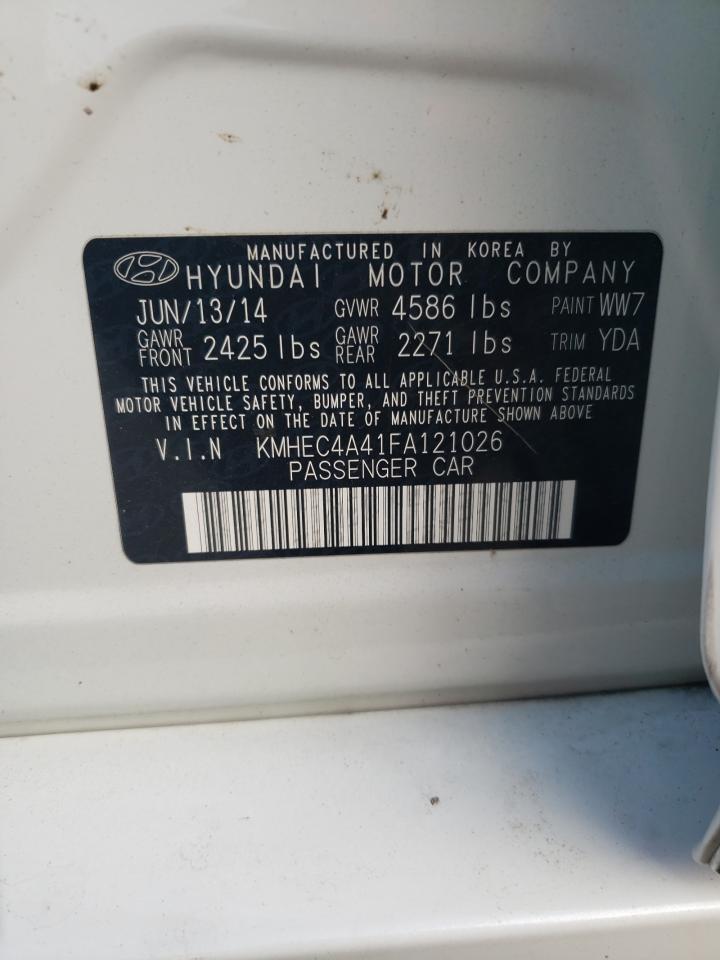 MANUFACTURED IN KOREA BY
HYUNDAI MOTOR COMPANY
JUN/13/14 GVWR 4586 lbs PAINT WW7
GAWR FRONT 2425 lbs GAWR REAR 2271 lbs TRIM YDA
THIS VEHICLE CONFORMS TO ALL APPLICABLE U.S.A. FEDERAL
MOTOR VEHICLE SAFETY, BUMPER, AND THEFT PREVENTION STANDARDS
IN EFFECT ON THE DATE OF MANUFACTURE SHOWN ABOVE
V.I.N KMHEC4A41FA121026
PASSENGER CAR